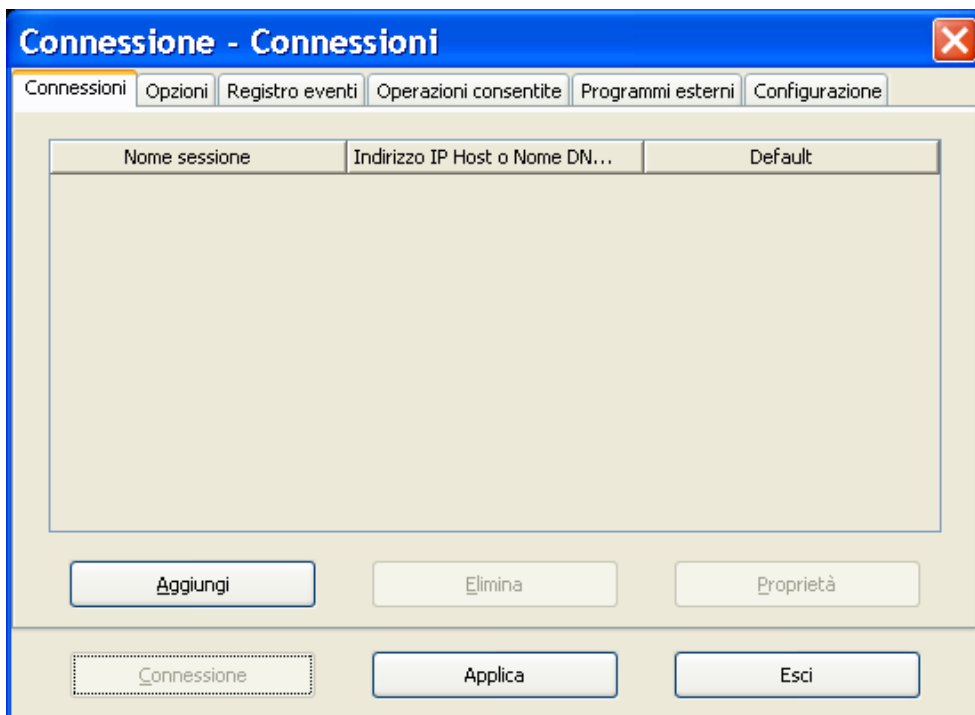 Connessione - Connessioni
Connessioni Opzioni Registro eventi Operazioni consentite Programmi esterni Configurazione
Nome sessione Indirizzo IP Host o Nome DN... Default
Aggiungi Elimina Proprietà
Connessione Applica Esci